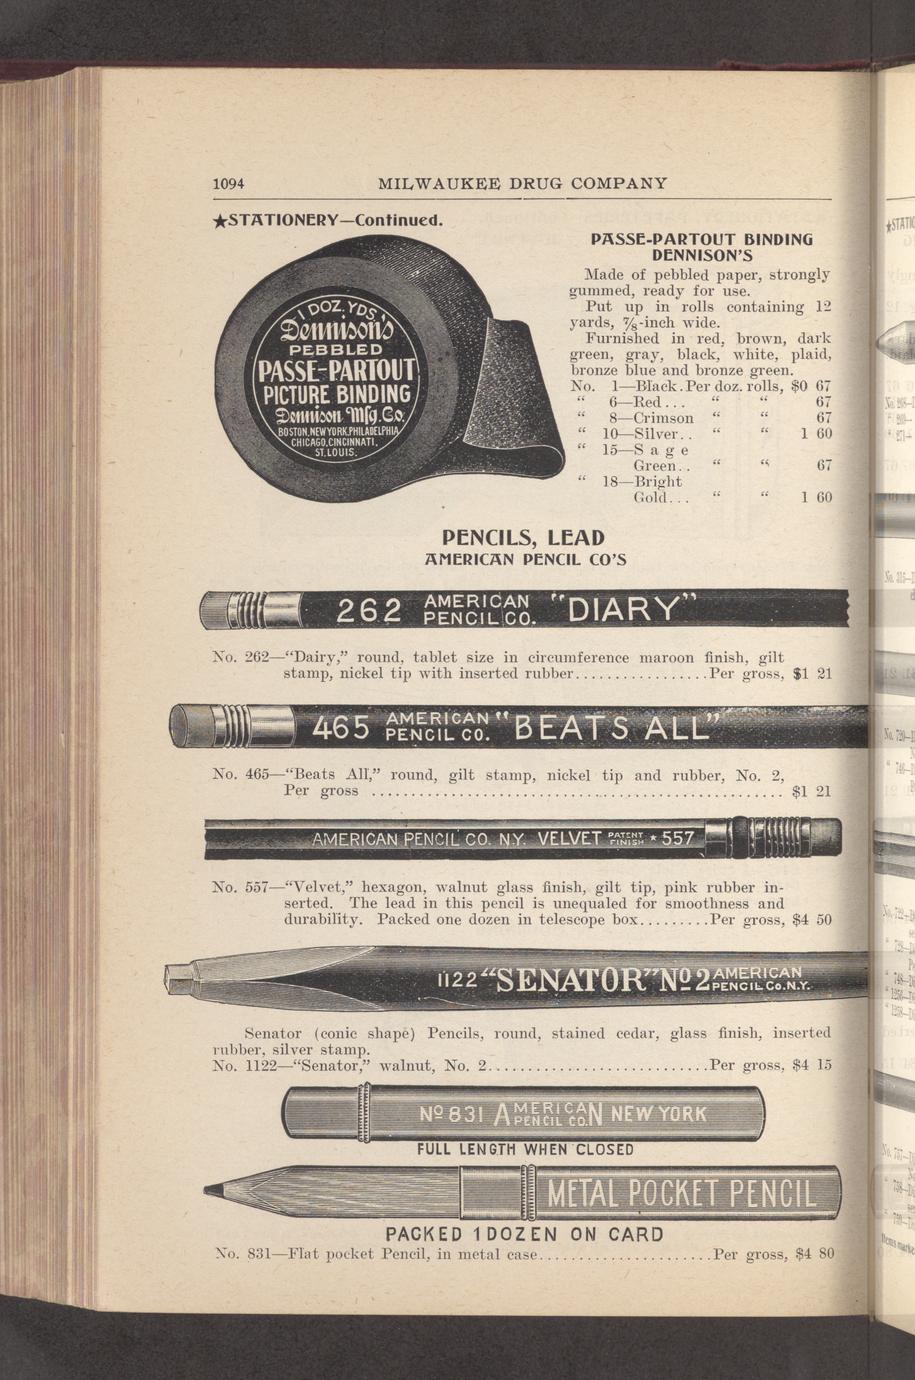 1094
MILWAUKEE DRUG COMPANY
★STATIONERY—Continued.
1 DOZ. YDS.
Dennison's
PEBBLED
PASSE-PARTOUT
PICTURE BINDING
Dennison Mfg. Co.
BOSTON, NEW YORK, PHILADELPHIA,
CHICAGO, CINCINNATI,
ST. LOUIS.
PASSE-PARTOUT BINDING
DENNISON'S
Made of pebbled paper, strongly
gummed, ready for use.
Put up in rolls containing 12
yards, ⅞-inch wide.
Furnished in red, brown, dark
green, gray, black, white, plaid,
bronze blue and bronze green.
No. 1—Black. Per doz. rolls, $0 67
“ 6—Red... “ “ 67
“ 8—Crimson “ “ 67
“ 10—Silver.. “ “ 1 60
“ 15—Sage
Green.. “ “ 67
“ 18—Bright
Gold... “ “ 1 60
PENCILS, LEAD
AMERICAN PENCIL CO'S
262 AMERICAN PENCIL CO. "DIARY"
No. 262—“Dairy,” round, tablet size in circumference maroon finish, gilt
stamp, nickel tip with inserted rubber.................Per gross, $1 21
465 AMERICAN PENCIL CO. "BEATS ALL"
No. 465—“Beats All,” round, gilt stamp, nickel tip and rubber, No. 2,
Per gross .................................................... $1 21
AMERICAN PENCIL CO. N.Y. VELVET PATENT FINISH ★ 557
No. 557—“Velvet,” hexagon, walnut glass finish, gilt tip, pink rubber in-
serted. The lead in this pencil is unequaled for smoothness and
durability. Packed one dozen in telescope box.........Per gross, $4 50
1122 “SENATOR” No 2 AMERICAN PENCIL Co. N.Y.
Senator (conic shape) Pencils, round, stained cedar, glass finish, inserted
rubber, silver stamp.
No. 1122—“Senator,” walnut, No. 2............................Per gross, $4 15
No 831 AMERICAN PENCIL CO. NEW YORK
FULL LENGTH WHEN CLOSED
METAL POCKET PENCIL
PACKED 1 DOZEN ON CARD
No. 831—Flat pocket Pencil, in metal case......................Per gross, $4 80